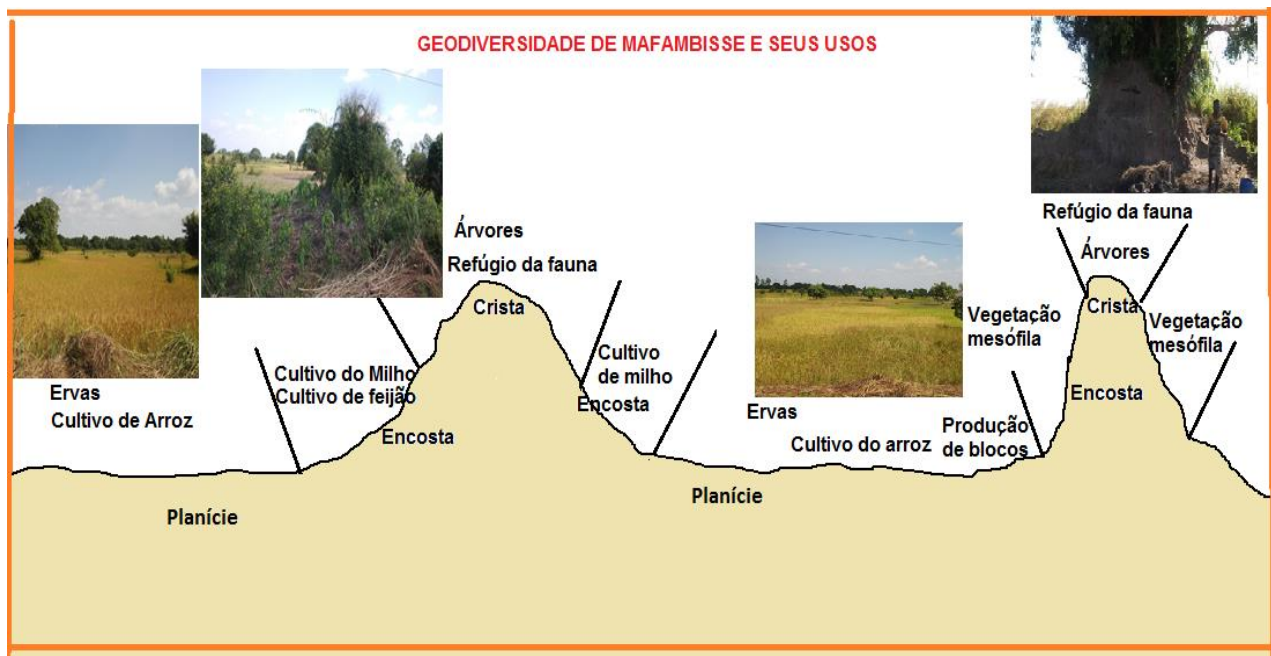 GEODIVERSIDADE DE MAFAMBISSE E SEUS USOS
Ervas
Cultivo de Arroz
Cultivo do Milho
Cultivo de feijão
Encosta
Árvores
Refúgio da fauna
Crista
Cultivo
de milho
Encosta
Planície
Ervas
Cultivo do arroz
Produção
de blocos
Planície
Vegetação
mesófila
Refúgio da fauna
Árvores
Crista
Encosta
Vegetação
mesófila